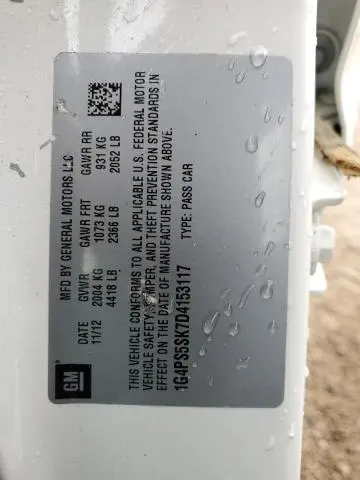 MFD BY GENERAL MOTORS LLC
DATE GVWR GAWR FRT GAWR RR
11/12 2004 KG 1073 KG 931 KG
4418 LB 2366 LB 2052 LB
THIS VEHICLE CONFORMS TO ALL APPLICABLE U.S. FEDERAL MOTOR
VEHICLE SAFETY, BUMPER, AND THEFT PREVENTION STANDARDS IN
EFFECT ON THE DATE OF MANUFACTURE SHOWN ABOVE.
1G4PS5SK7D4153117 TYPE: PASS CAR
GM